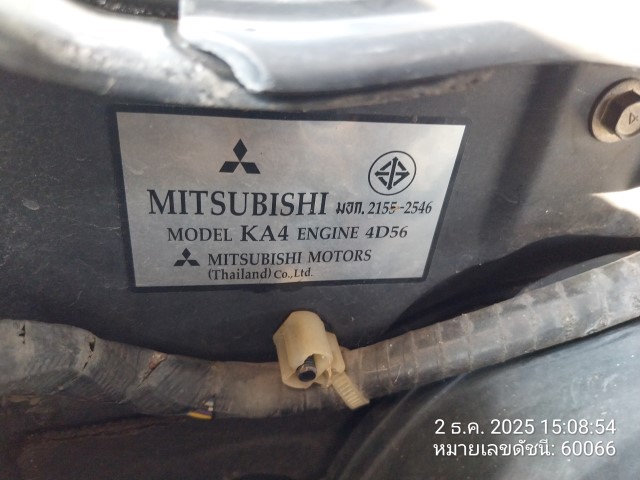 MITSUBISHI มอก. 2155-2546
MODEL KA4 ENGINE 4D56
MITSUBISHI MOTORS
(Thailand) Co., Ltd.
2 ธ.ค. 2025 15:08:54
หมายเลขดัชนี: 60066